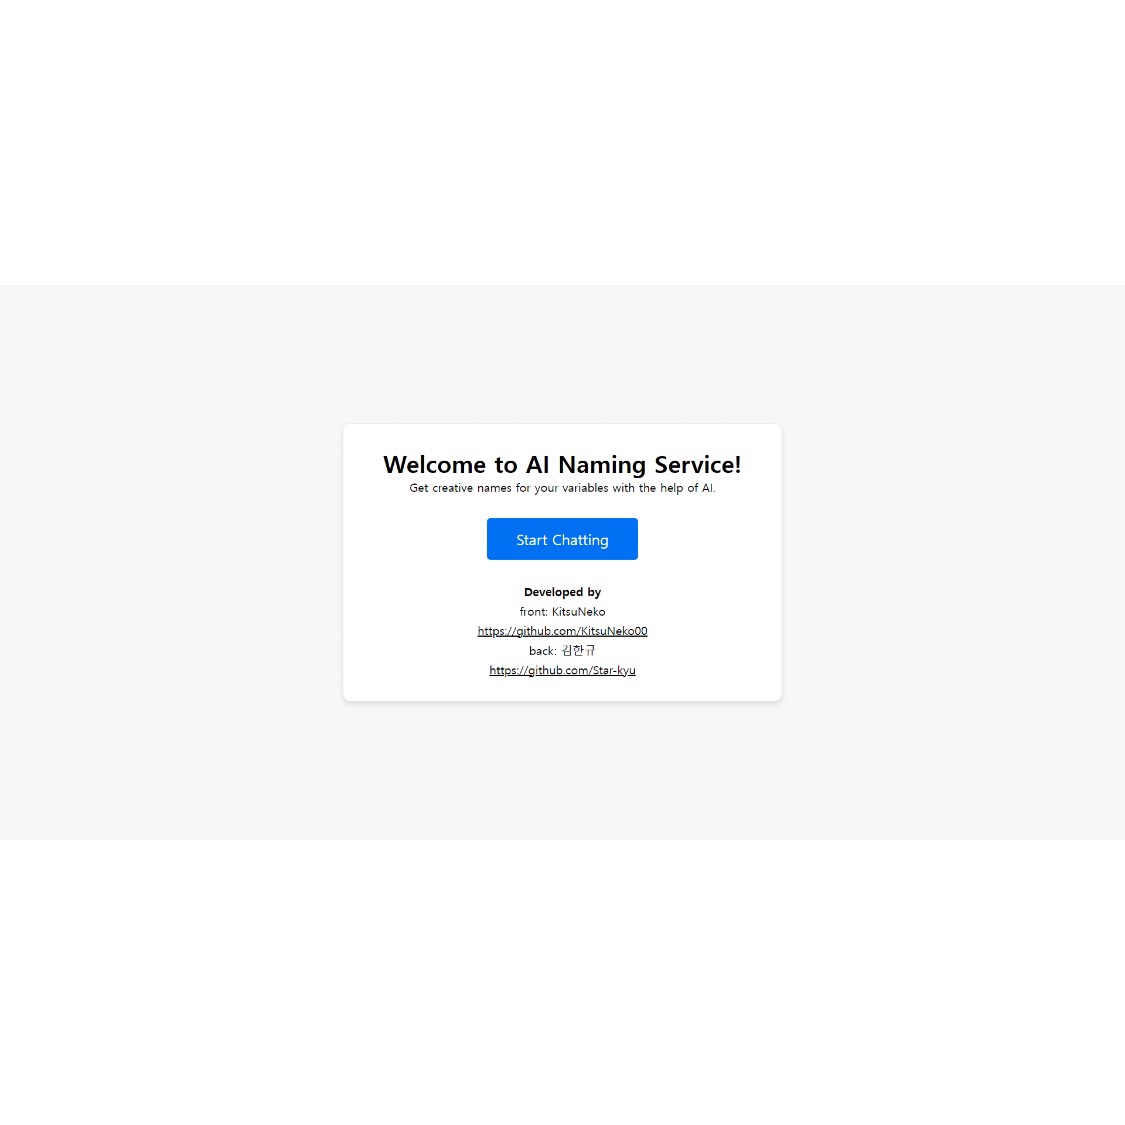 Welcome to AI Naming Service!
Get creative names for your variables with the help of AI.
Start Chatting
Developed by
front: KitsuNeko
https://github.com/KitsuNeko00
back: 김한규
https://github.com/Star-kyu